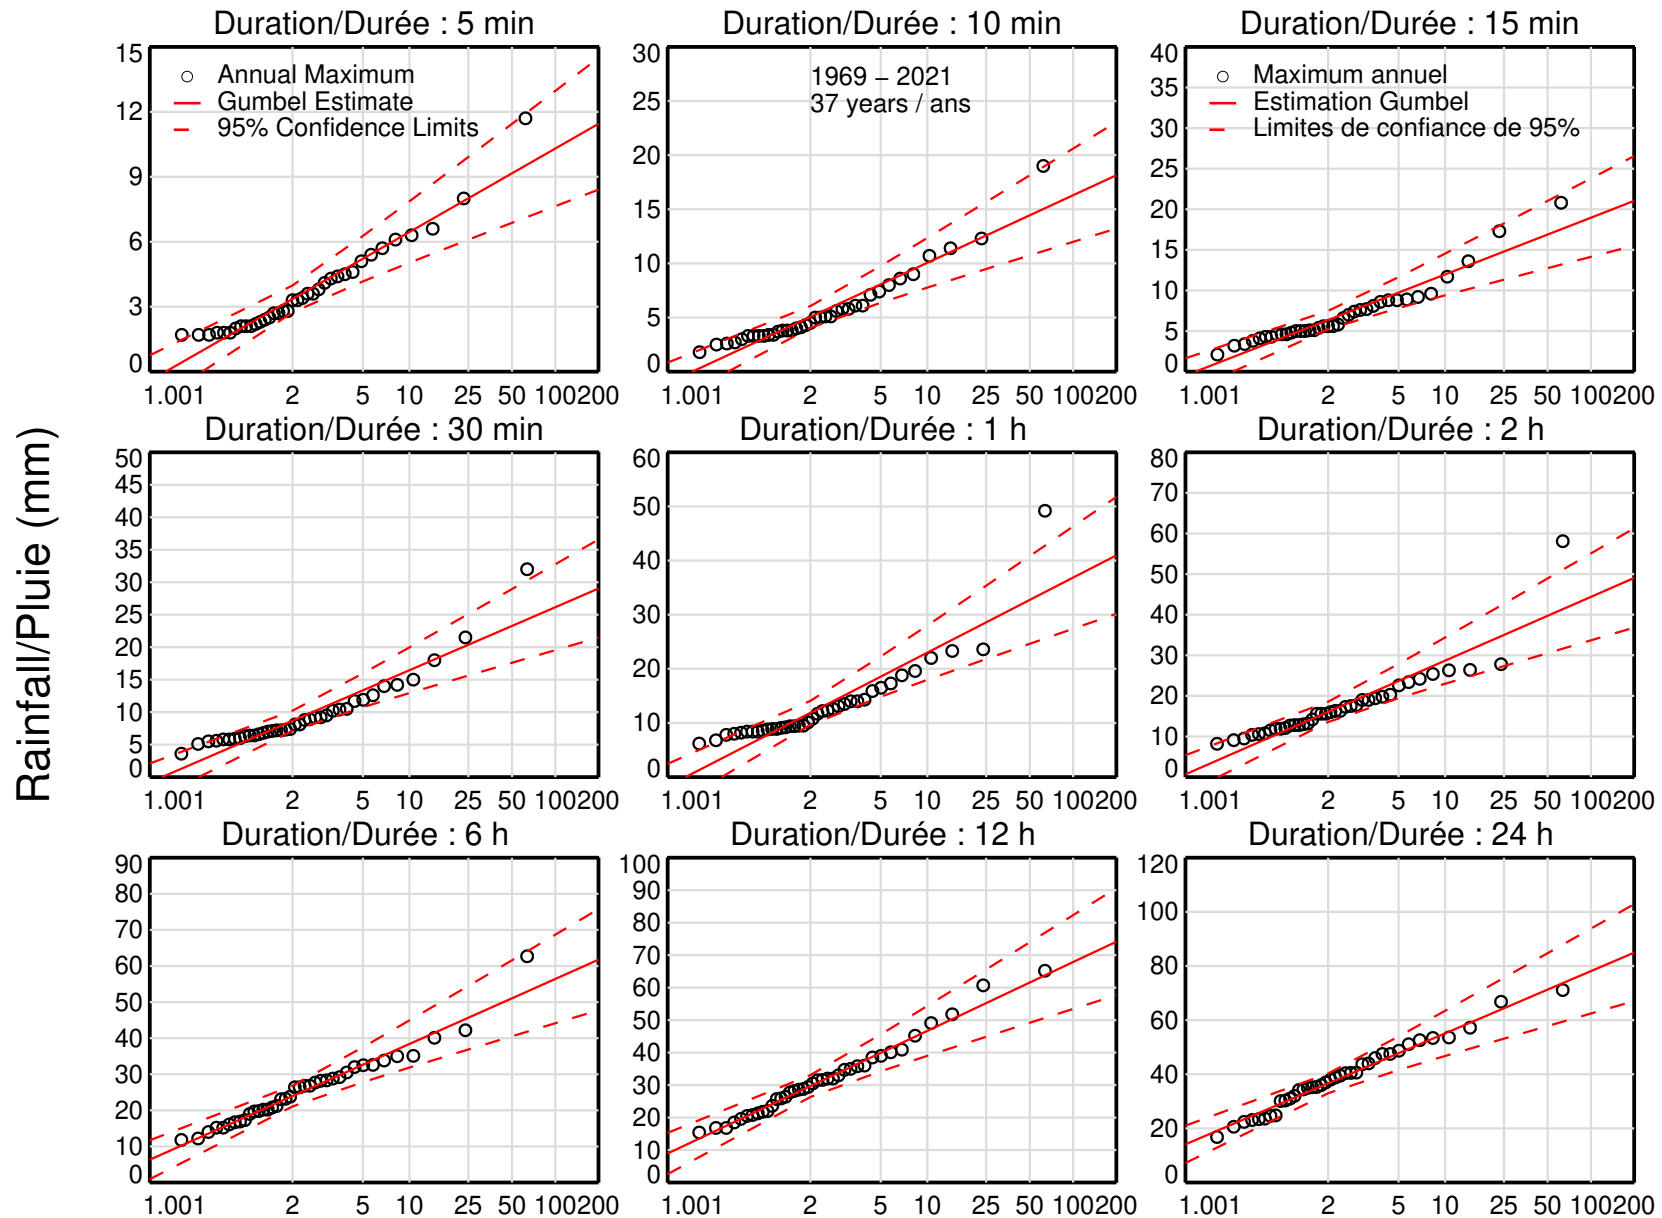 Duration/Durée : 5 min
Duration/Durée : 10 min
Duration/Durée : 15 min
15
12
9
6
3
0
Annual Maximum
Gumbel Estimate
95% Confidence Limits
1.001 2 5 10 25 50 100 200
30
25
20
15
10
5
0
1969 – 2021
37 years / ans
1.001 2 5 10 25 50 100 200
40
35
30
25
20
15
10
5
0
Maximum annuel
Estimation Gumbel
Limites de confiance de 95%
1.001 2 5 10 25 50 100 200
Rainfall/Pluie (mm)
Duration/Durée : 30 min
Duration/Durée : 1 h
Duration/Durée : 2 h
50
45
40
35
30
25
20
15
10
5
0
1.001 2 5 10 25 50 100 200
60
50
40
30
20
10
0
1.001 2 5 10 25 50 100 200
80
70
60
50
40
30
20
10
0
1.001 2 5 10 25 50 100 200
Duration/Durée : 6 h
Duration/Durée : 12 h
Duration/Durée : 24 h
90
80
70
60
50
40
30
20
10
0
1.001 2 5 10 25 50 100 200
100
90
80
70
60
50
40
30
20
10
0
1.001 2 5 10 25 50 100 200
120
100
80
60
40
20
0
1.001 2 5 10 25 50 100 200